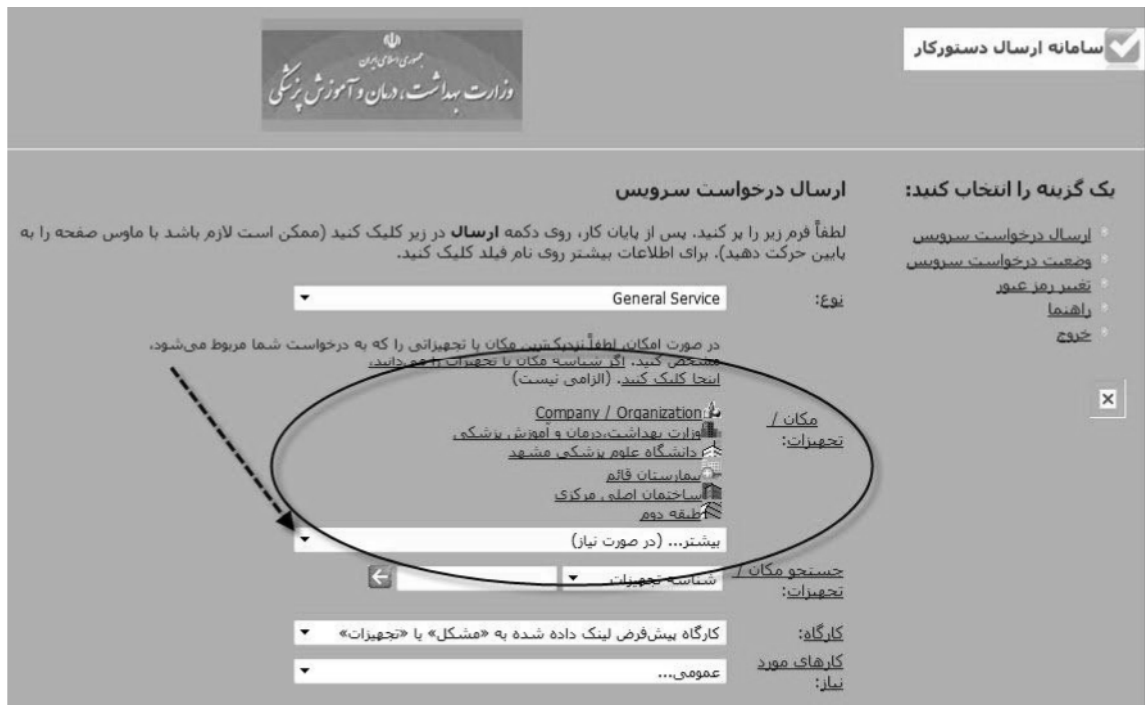 سامانه ارسال دستورکار
جمهوری اسلامی ایران
وزارت بهداشت، درمان و آموزش پزشکی
یک گزینه را انتخاب کنید:
ارسال درخواست سرویس
وضعیت درخواست سرویس
تغییر رمز عبور
راهنما
خروج
ارسال درخواست سرویس
لطفاً فرم زیر را پر کنید. پس از پایان کار، روی دکمه ارسال در زیر کلیک کنید (ممکن است لازم باشد با ماوس صفحه را به
پایین حرکت دهید). برای اطلاعات بیشتر روی نام فیلد کلیک کنید.
نوع:
General Service
در صورت امکان، لطفاً نزدیک‌ترین مکان یا تجهیزاتی را که به درخواست شما مربوط می‌شود،
مشخص کنید. اگر شناسه مکان یا تجهیزات را می‌دانید،
اینجا کلیک کنید. (الزامی نیست)
مکان /
تجهیزات:
Company / Organization
وزارت بهداشت،درمان و آموزش پزشکی
دانشگاه علوم پزشکی مشهد
بیمارستان قائم
ساختمان اصلی مرکزی
طبقه دوم
بیشتر... (در صورت نیاز)
جستجو مکان /
تجهیزات:
شناسه تجهیزات
کارگاه:
کارگاه پیش‌فرض لینک داده شده به «مشکل» یا «تجهیزات»
کارهای مورد
نیاز:
عمومی...